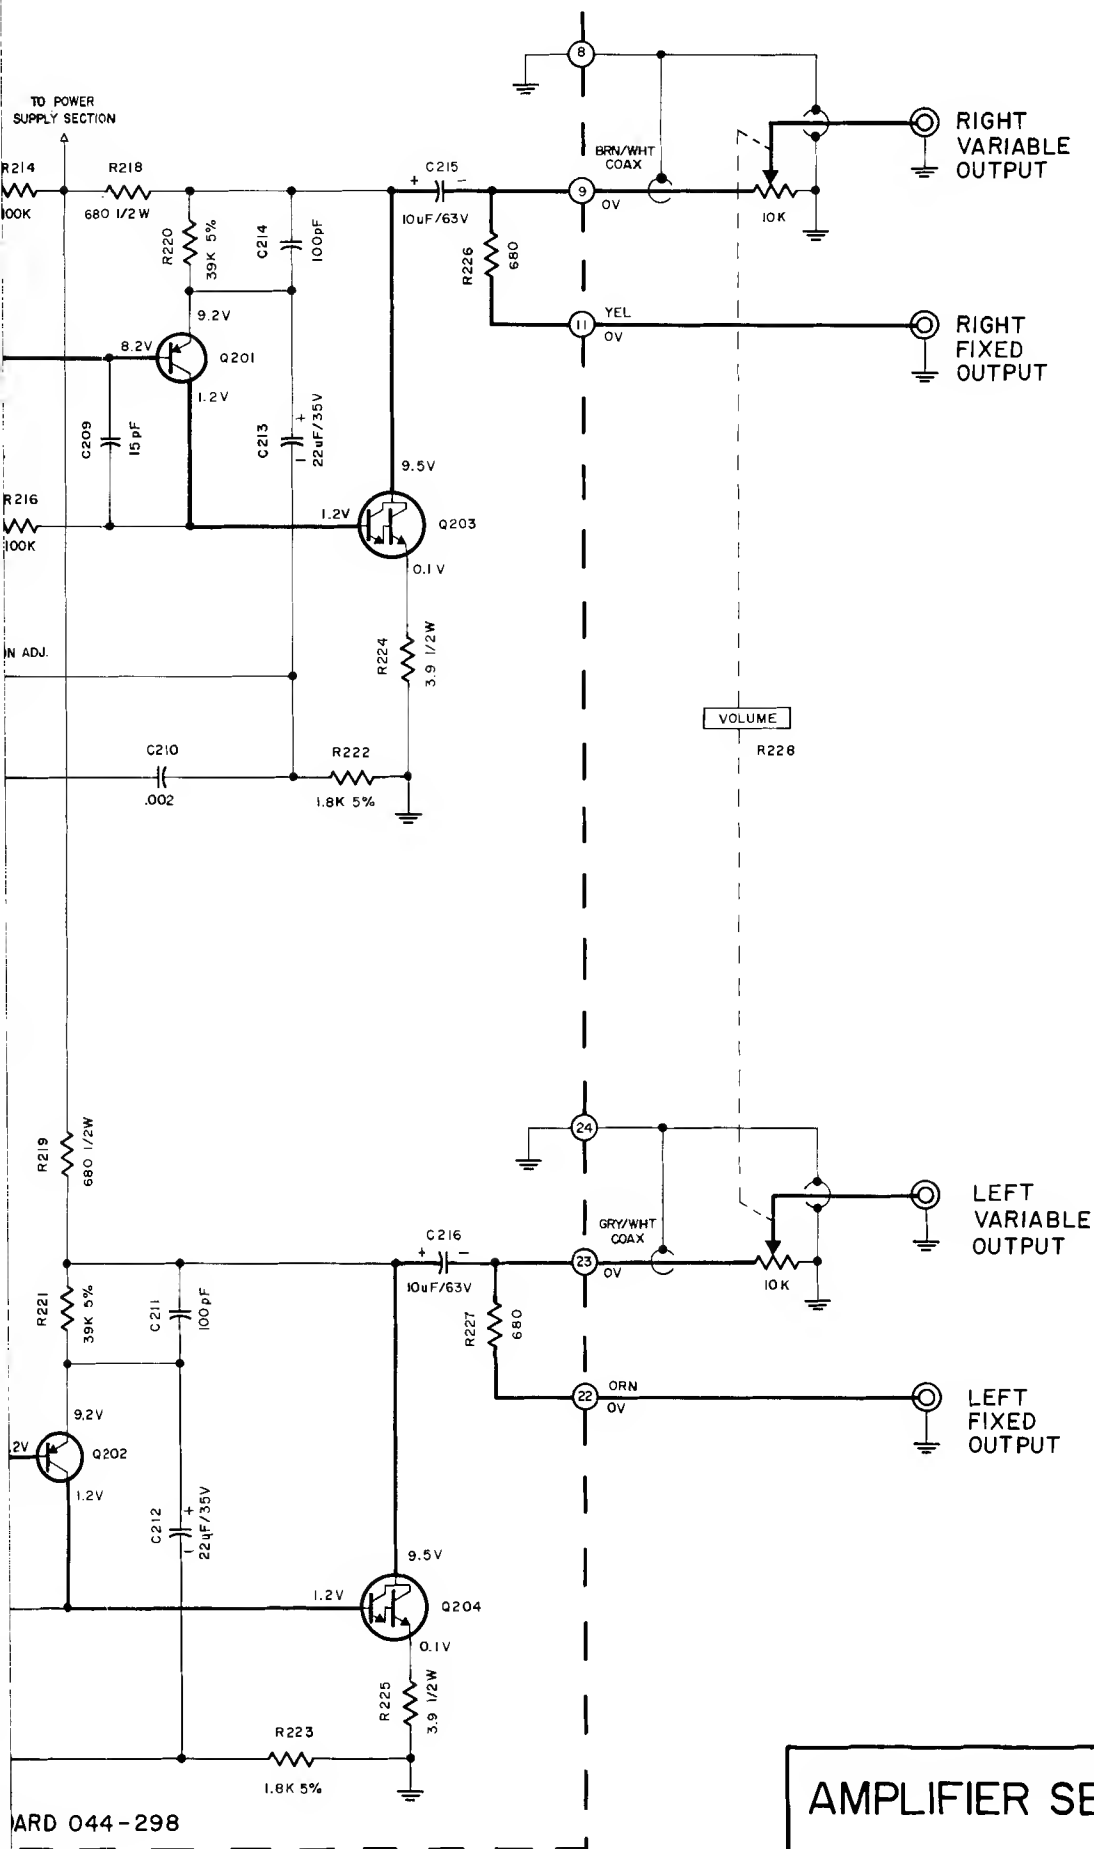 8
TO POWER
SUPPLY SECTION
RIGHT
VARIABLE
OUTPUT
BRN/WHT
COAX
R214
100K
R218
680 1/2W
C215
+ -
10uF/63V
9
0V
10K
R220
39K 5%
C214
100pF
R226
680
11
YEL
0V
RIGHT
FIXED
OUTPUT
9.2V
8.2V
Q201
1.2V
C209
15pF
C213
+
22uF/35V
-
9.5V
R216
100K
1.2V
Q203
0.1V
R224
3.9 1/2W
N ADJ.
VOLUME
R228
C210
.002
R222
1.8K 5%
24
R219
680 1/2W
LEFT
VARIABLE
OUTPUT
GRY/WHT
COAX
C216
+ -
10uF/63V
23
0V
10K
R221
39K 5%
C211
100pF
R227
680
22
ORN
0V
LEFT
FIXED
OUTPUT
9.2V
2V
Q202
1.2V
C212
+
22uF/35V
-
9.5V
1.2V
Q204
0.1V
R225
3.9 1/2W
R223
1.8K 5%
ARD 044-298
AMPLIFIER SE